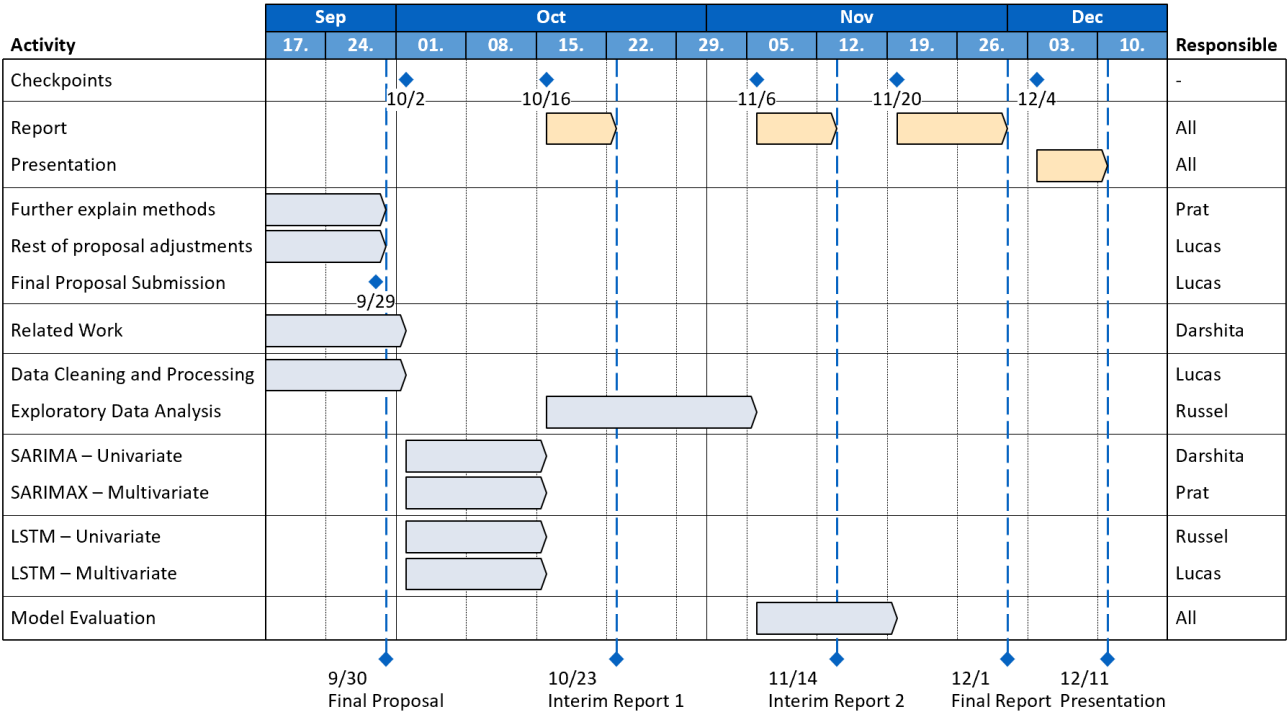 Sep Oct Nov Dec
Activity 17. 24. 01. 08. 15. 22. 29. 05. 12. 19. 26. 03. 10. Responsible
Checkpoints -
10/2 10/16 11/6 11/20 12/4
Report All
Presentation All
Further explain methods Prat
Rest of proposal adjustments Lucas
Final Proposal Submission Lucas
9/29
Related Work Darshita
Data Cleaning and Processing Lucas
Exploratory Data Analysis Russel
SARIMA – Univariate Darshita
SARIMAX – Multivariate Prat
LSTM – Univariate Russel
LSTM – Multivariate Lucas
Model Evaluation All
9/30 10/23 11/14 12/1 12/11
Final Proposal Interim Report 1 Interim Report 2 Final Report Presentation